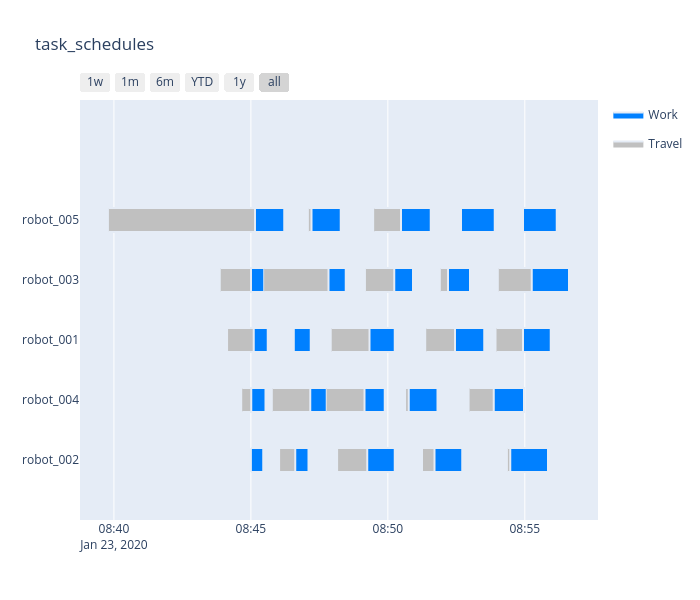 task_schedules
1w 1m 6m YTD 1y all
Work
Travel
robot_005
robot_003
robot_001
robot_004
robot_002
08:40 08:45 08:50 08:55
Jan 23, 2020